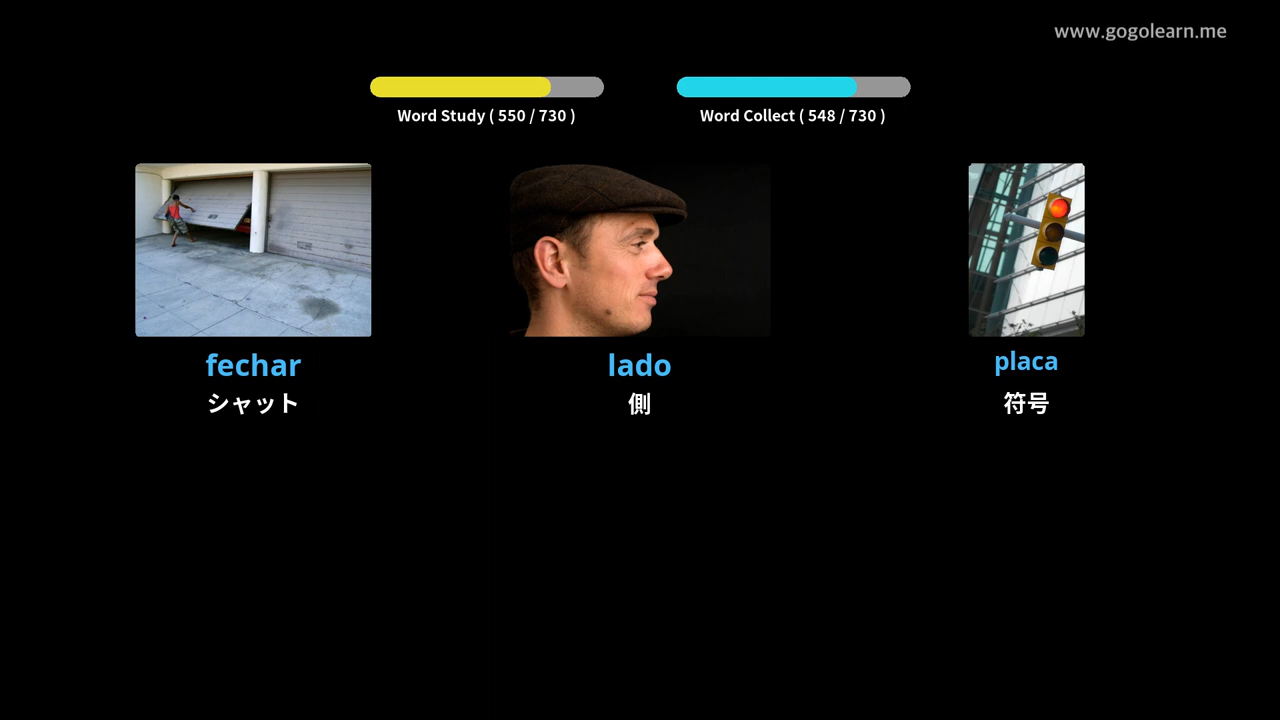 www.gogolearn.me
Word Study ( 550 / 730 )
Word Collect ( 548 / 730 )
fechar
シャット
lado
側
placa
符号